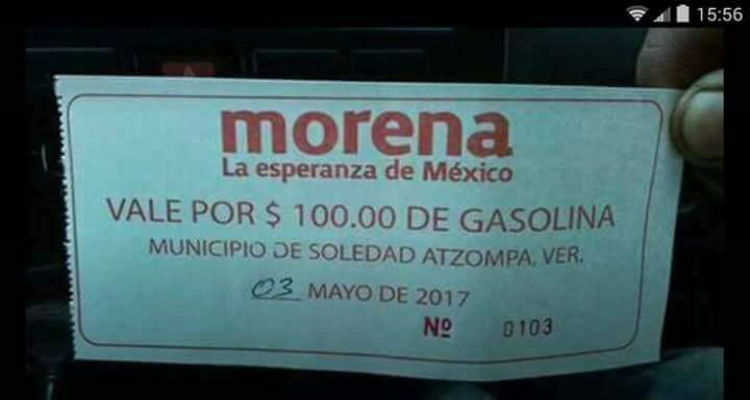 15:56
morena
La esperanza de México
VALE POR $ 100.00 DE GASOLINA
MUNICIPIO DE SOLEDAD ATZOMPA, VER.
03 MAYO DE 2017
Nº 0103